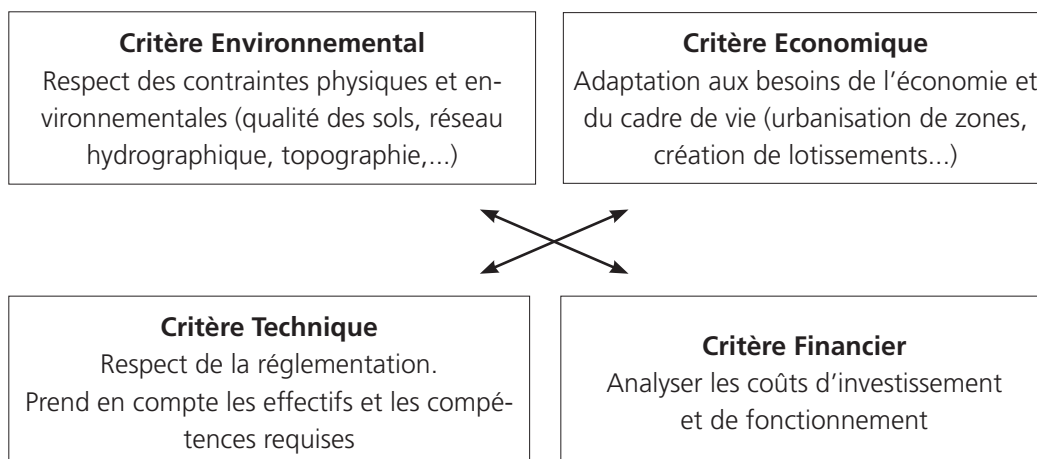 Critère Environnemental
Respect des contraintes physiques et en-
vironnementales (qualité des sols, réseau
hydrographique, topographie,...)
Critère Economique
Adaptation aux besoins de l'économie et
du cadre de vie (urbanisation de zones,
création de lotissements...)
Critère Technique
Respect de la réglementation.
Prend en compte les effectifs et les compé-
tences requises
Critère Financier
Analyser les coûts d'investissement
et de fonctionnement